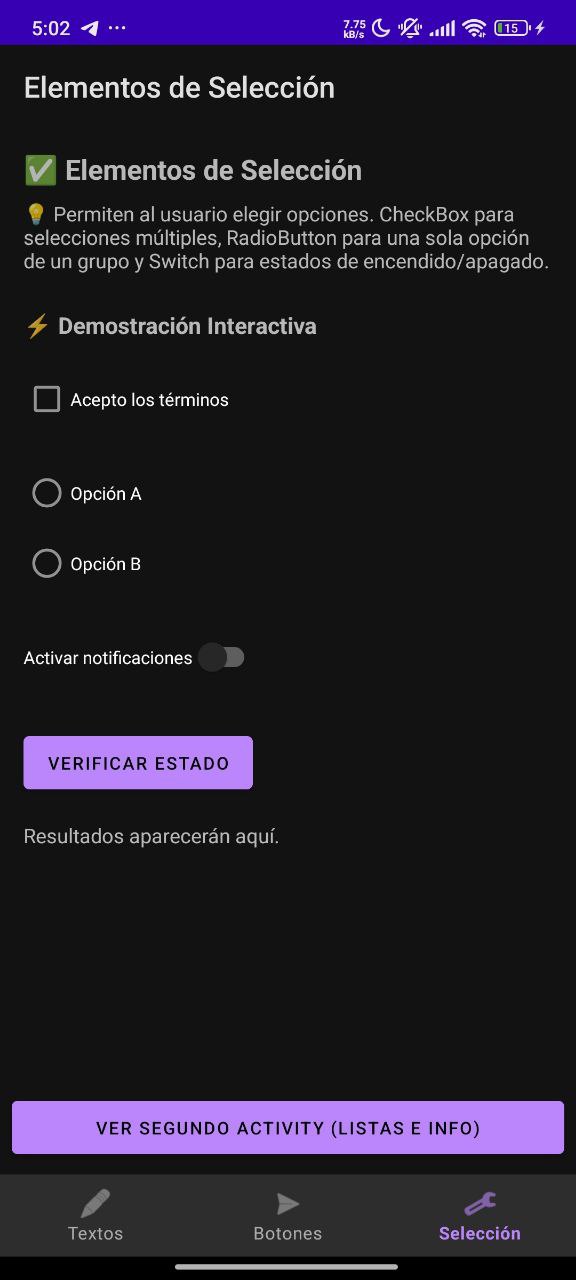 5:02
7.75
kB/s
15
Elementos de Selección
✅ Elementos de Selección
💡 Permiten al usuario elegir opciones. CheckBox para
selecciones múltiples, RadioButton para una sola opción
de un grupo y Switch para estados de encendido/apagado.
⚡ Demostración Interactiva
Acepto los términos
Opción A
Opción B
Activar notificaciones
VERIFICAR ESTADO
Resultados aparecerán aquí.
VER SEGUNDO ACTIVITY (LISTAS E INFO)
Textos
Botones
Selección